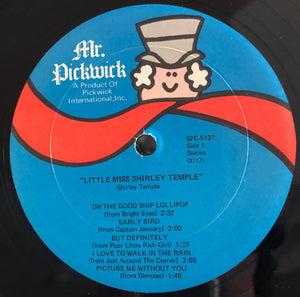 Mr.
Pickwick
A Product Of
Pickwick
International, Inc.
SPC-5127
Side 1
Stereo
(3117)
"LITTLE MISS SHIRLEY TEMPLE"
Shirley Temple
ON THE GOOD SHIP LOLLIPOP
(from Bright Eyes) 2:32
EARLY BIRD
(from Captain January) 2:00
BUT DEFINITELY
(from Poor Little Rich Girl) 1:27
I LOVE TO WALK IN THE RAIN
(from Just Around The Corner) 2:55
PICTURE ME WITHOUT YOU
(from Dimples) 1:46